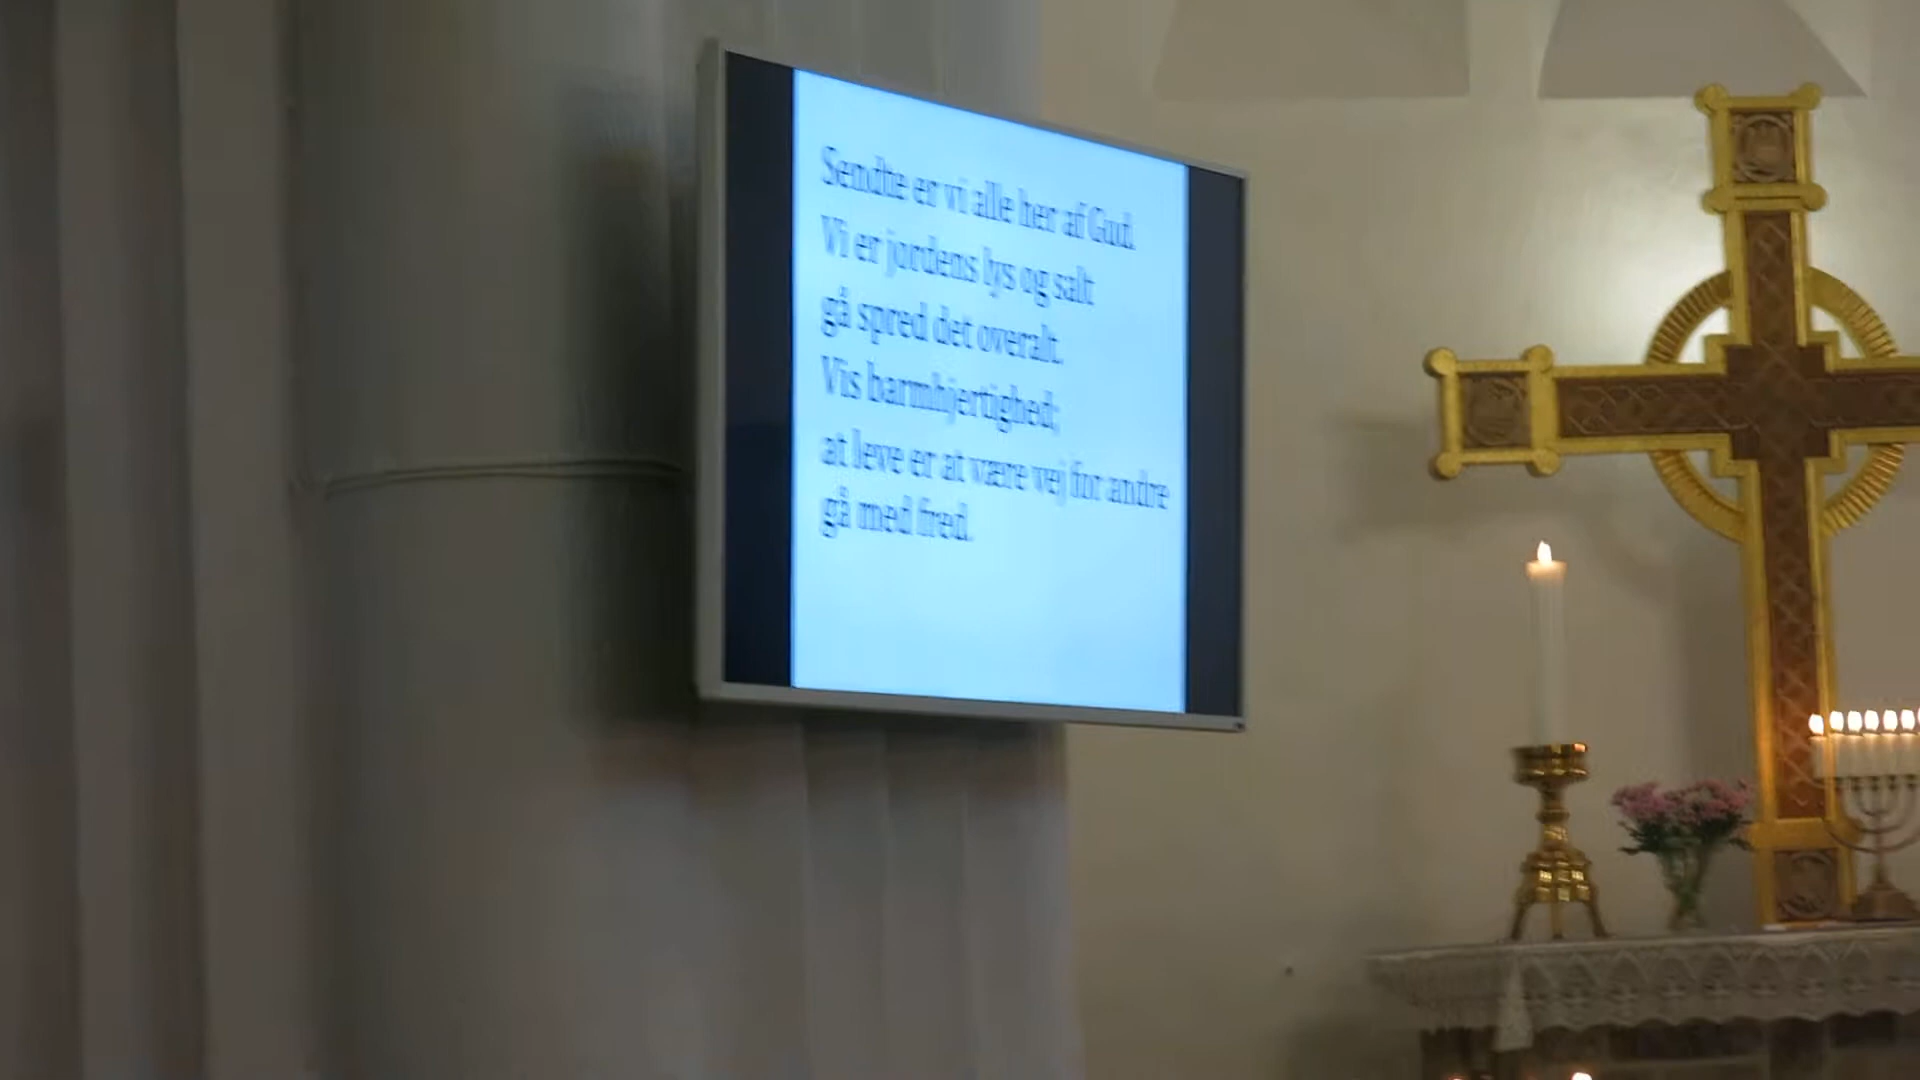 Sendte er vi alle her af Gud.
Vi er jordens lys og salt
gå spred det overalt.
Vis barmhjertighed;
at leve er at være vej for andre
gå med fred.